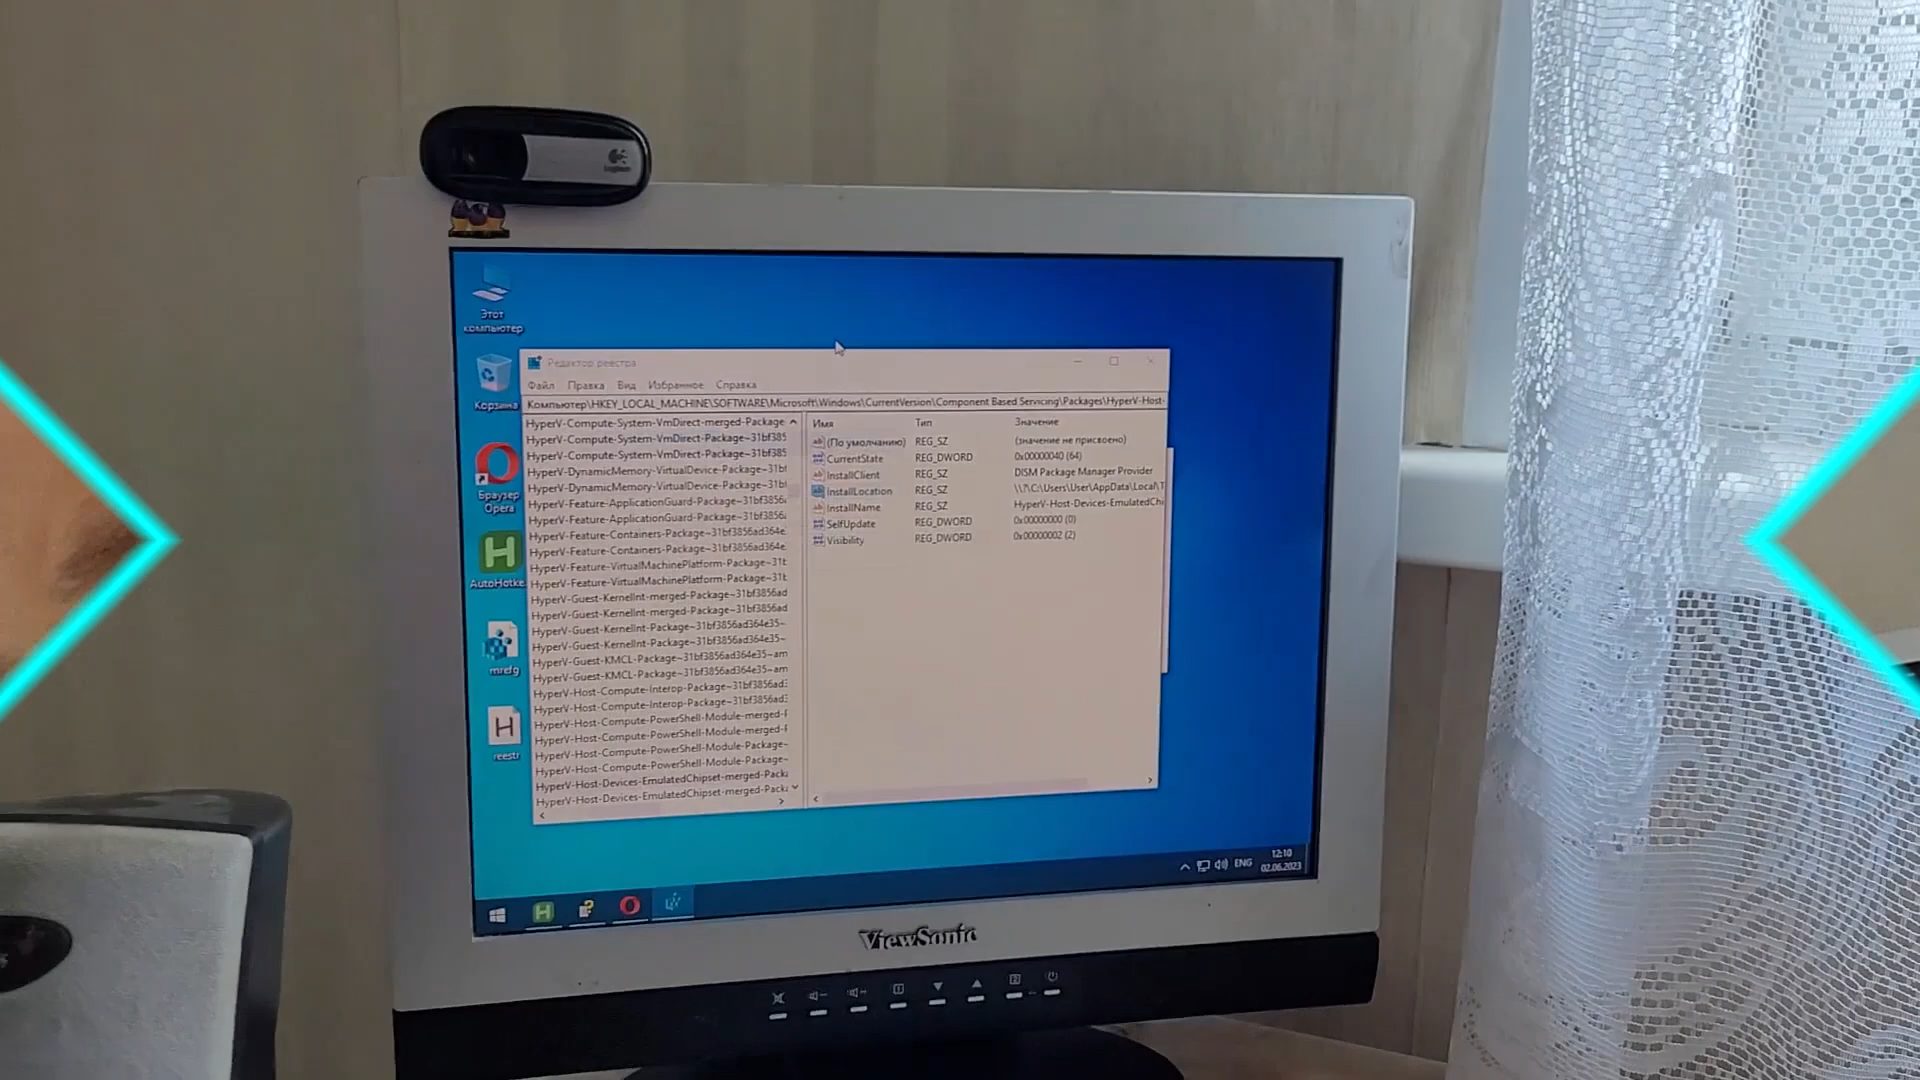 Logitech
Этот
компьютер
Корзина
Браузер
Opera
AutoHotke
mrefg
reestr
Редактор реестра
Файл Правка Вид Избранное Справка
Компьютер\HKEY_LOCAL_MACHINE\SOFTWARE\Microsoft\Windows\CurrentVersion\Component Based Servicing\Packages\HyperV-Host-
HyperV-Compute-System-VmDirect-merged-Package
HyperV-Compute-System-VmDirect-Package~31bf385
HyperV-Compute-System-VmDirect-Package~31bf385
HyperV-DynamicMemory-VirtualDevice-Package~31bf
HyperV-DynamicMemory-VirtualDevice-Package~31bf
HyperV-Feature-ApplicationGuard-Package~31bf3856
HyperV-Feature-ApplicationGuard-Package~31bf3856
HyperV-Feature-Containers-Package~31bf3856ad364e
HyperV-Feature-Containers-Package~31bf3856ad364e
HyperV-Feature-VirtualMachinePlatform-Package~31b
HyperV-Feature-VirtualMachinePlatform-Package~31b
HyperV-Guest-KernelInt-merged-Package~31bf3856ad
HyperV-Guest-KernelInt-merged-Package~31bf3856ad
HyperV-Guest-KernelInt-Package~31bf3856ad364e35~
HyperV-Guest-KernelInt-Package~31bf3856ad364e35~
HyperV-Guest-KMCL-Package~31bf3856ad364e35~am
HyperV-Guest-KMCL-Package~31bf3856ad364e35~am
HyperV-Host-Compute-Interop-Package~31bf3856ad3
HyperV-Host-Compute-Interop-Package~31bf3856ad3
HyperV-Host-Compute-PowerShell-Module-merged-P
HyperV-Host-Compute-PowerShell-Module-merged-P
HyperV-Host-Compute-PowerShell-Module-Package~
HyperV-Host-Compute-PowerShell-Module-Package~
HyperV-Host-Devices-EmulatedChipset-merged-Packa
HyperV-Host-Devices-EmulatedChipset-merged-Packa
Имя Тип Значение
(По умолчанию) REG_SZ (значение не присвоено)
CurrentState REG_DWORD 0x00000040 (64)
InstallClient REG_SZ DISM Package Manager Provider
InstallLocation REG_SZ \\?\C:\Users\User\AppData\Local\T
InstallName REG_SZ HyperV-Host-Devices-EmulatedChi
SelfUpdate REG_DWORD 0x00000000 (0)
Visibility REG_DWORD 0x00000002 (2)
ENG
12:10
02.06.2023
ViewSonic